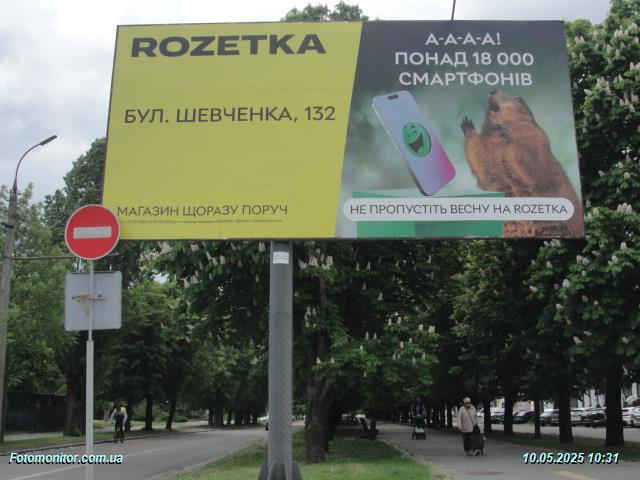 ROZETKA
БУЛ. ШЕВЧЕНКА, 132
МАГАЗИН ЩОРАЗУ ПОРУЧ
А-А-А-А!
ПОНАД 18 000
СМАРТФОНІВ
НЕ ПРОПУСТІТЬ ВЕСНУ НА ROZETKA
Fotomonitor.com.ua
10.05.2025 10:31